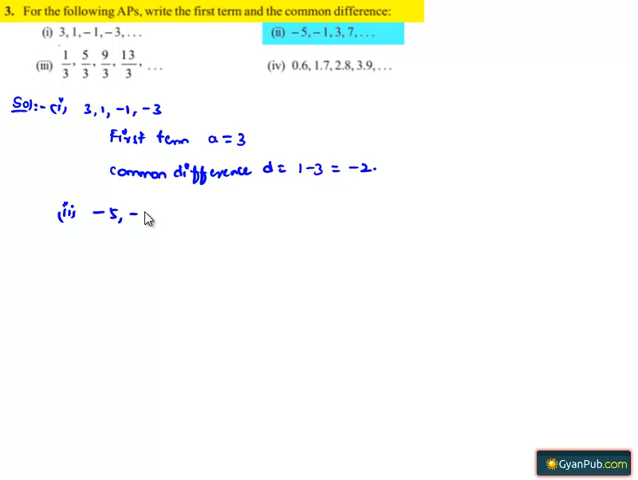 3. For the following APs, write the first term and the common difference:
(i) 3, 1, – 1, – 3, . . .
(ii) – 5, – 1, 3, 7, . . .
(iii) 1/3, 5/3, 9/3, 13/3, . . .
(iv) 0.6, 1.7, 2.8, 3.9, . . .
Sol:- (i) 3, 1, -1, -3
First term a = 3
common difference d = 1-3 = -2.
(ii) -5, -
GyanPub.com